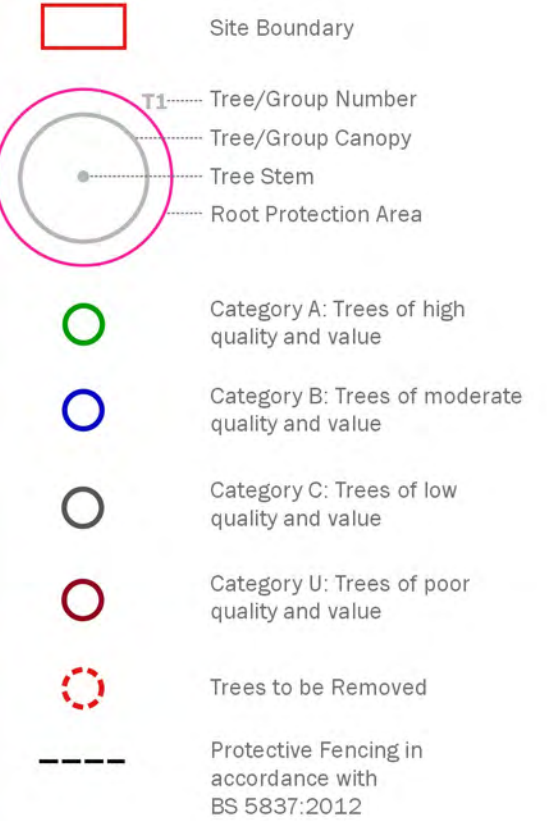 Site Boundary
T1
Tree/Group Number
Tree/Group Canopy
Tree Stem
Root Protection Area
Category A: Trees of high
quality and value
Category B: Trees of moderate
quality and value
Category C: Trees of low
quality and value
Category U: Trees of poor
quality and value
Trees to be Removed
Protective Fencing in
accordance with
BS 5837:2012